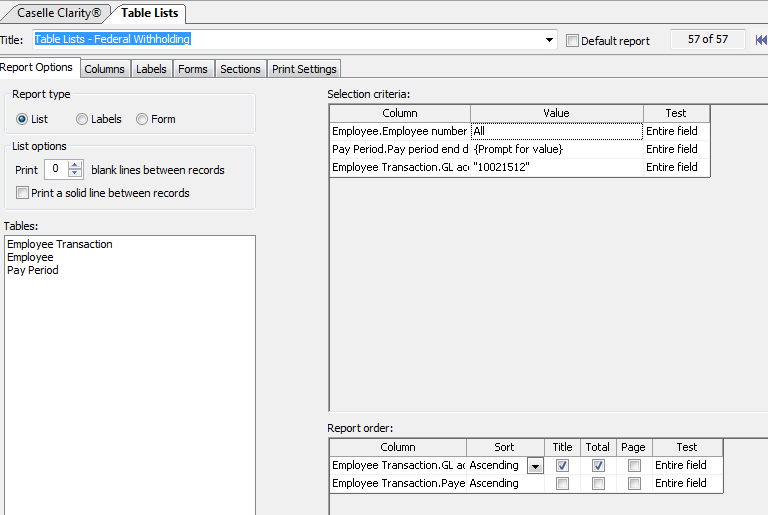 Caselle Clarity® Table Lists
Title: Table Lists - Federal Withholding Default report 57 of 57
Report Options Columns Labels Forms Sections Print Settings
Report type
List Labels Form
List options
Print 0 blank lines between records
Print a solid line between records
Tables:
Employee Transaction
Employee
Pay Period
Selection criteria:
Column Value Test
Employee.Employee number All Entire field
Pay Period.Pay period end d {Prompt for value} Entire field
Employee Transaction.GL acc "10021512" Entire field
Report order:
Column Sort Title Total Page Test
Employee Transaction.GL ac Ascending Entire field
Employee Transaction.Paye Ascending Entire field